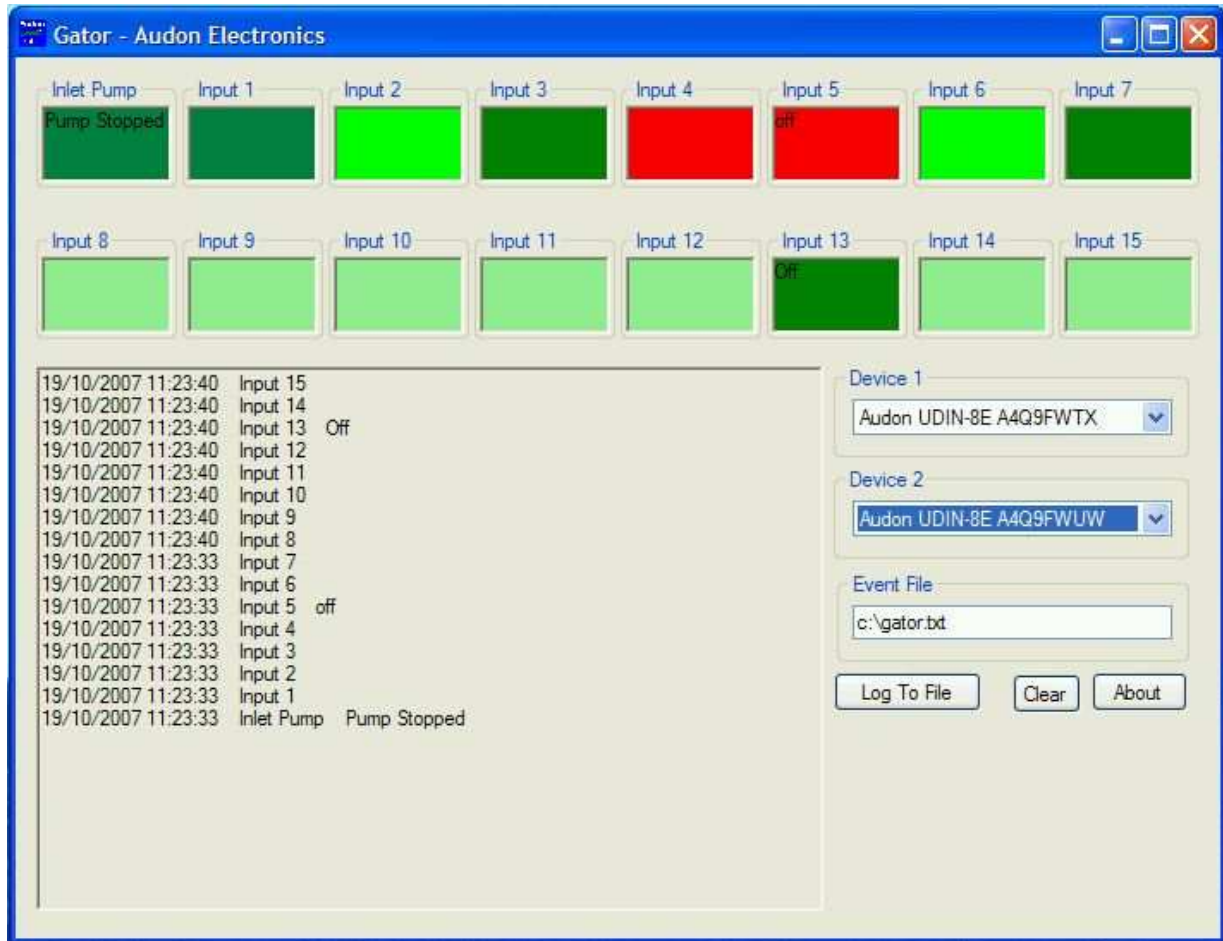 Gator - Audon Electronics
Inlet Pump Input 1 Input 2 Input 3 Input 4 Input 5 Input 6 Input 7
Pump Stopped off
Input 8 Input 9 Input 10 Input 11 Input 12 Input 13 Input 14 Input 15
Off
19/10/2007 11:23:40 Input 15
19/10/2007 11:23:40 Input 14
19/10/2007 11:23:40 Input 13 Off
19/10/2007 11:23:40 Input 12
19/10/2007 11:23:40 Input 11
19/10/2007 11:23:40 Input 10
19/10/2007 11:23:40 Input 9
19/10/2007 11:23:40 Input 8
19/10/2007 11:23:33 Input 7
19/10/2007 11:23:33 Input 6
19/10/2007 11:23:33 Input 5 off
19/10/2007 11:23:33 Input 4
19/10/2007 11:23:33 Input 3
19/10/2007 11:23:33 Input 2
19/10/2007 11:23:33 Input 1
19/10/2007 11:23:33 Inlet Pump Pump Stopped
Device 1
Audon UDIN-8E A4Q9FWTX
Device 2
Audon UDIN-8E A4Q9FWUW
Event File
c:\gator.txt
Log To File Clear About